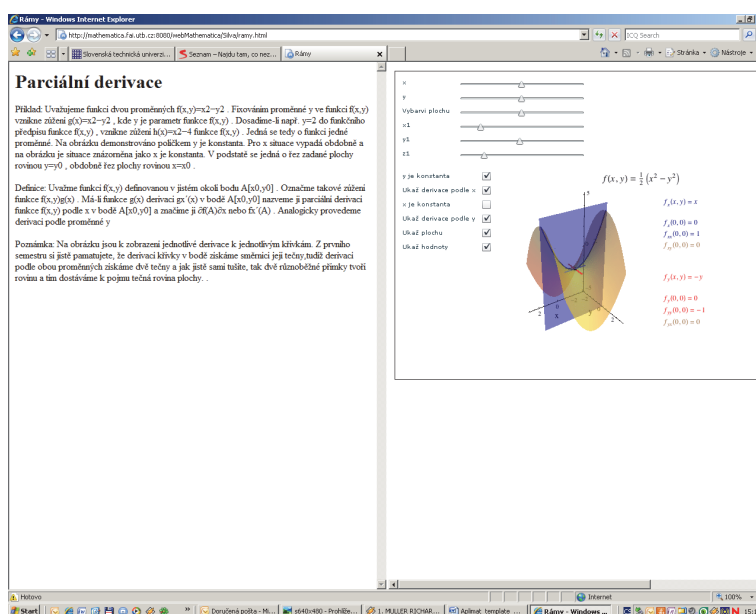 Rámy - Windows Internet Explorer
http://mathematica.fai.utb.cz:8080/webMathematica/Silva/ramy.html
ICQ Search
Slovenská technická univerzi...
Seznam – Najdu tam, co nez...
Rámy
Stránka
Nástroje
Parciální derivace
Příklad: Uvažujeme funkci dvou proměnných f(x,y)=x2−y2 . Fixováním proměnné y ve funkci f(x,y)
vznikne zúžení g(x)=x2−y2 , kde y je parametr funkce f(x,y) . Dosadíme-li např. y=2 do funkčního
předpisu funkce f(x,y) , vznikne zúžení h(x)=x2−4 funkce f(x,y) . Jedná se tedy o funkci jedné
proměnné. Na obrázku demonstrováno políčkem y je konstanta. Pro x situace vypadá obdobně a
na obrázku je situace znázorněna jako x je konstanta. V podstatě se jedná o řez zadané plochy
rovinou y=y0 , obdobně řez plochy rovinou x=x0 .
Definice: Uvažme funkci f(x,y) definovanou v jistém okolí bodu A[x0,y0] . Označme takové zúžení
funkce f(x,y)g(x) . Má-li funkce g(x) derivaci gx´(x) v bodě A[x0,y0] nazveme ji parciální derivací
funkce f(x,y) podle x v bodě A[x0,y0] a značíme ji ∂f(A)∂x nebo fx´(A) . Analogicky provedeme
derivaci podle proměnné y
Poznámka: Na obrázku jsou k zobrazení jednotlivé derivace k jednotlivým křivkám. Z prvního
semestru si jistě pamatujete, že derivací křivky v bodě získáme směrnici její tečny,tudíž derivací
podle obou proměnných získáme dvě tečny a jak jistě sami tušíte, tak dvě různoběžné přímky tvoří
rovinu a tím dostáváme k pojmu tečná rovina plochy. .
x
y
Vybarvi plochu
x1
y1
z1
y je konstanta
Ukaž derivace podle x
x je konstanta
Ukaž derivace podle y
Ukaž plochu
Ukaž hodnoty
f(x, y) = 1/2 (x² − y²)
f_x(x, y) = x
f_x(0, 0) = 0
f_xx(0, 0) = 1
f_xy(0, 0) = 0
f_y(x, y) = −y
f_y(0, 0) = 0
f_yy(0, 0) = −1
f_yx(0, 0) = 0
Hotovo
Internet
100%
Start
Doručená pošta - Mi...
s640x480 - Prohlíže...
1. MULLER RICHAR...
Aplimat_template ...
Rámy - Windows ...